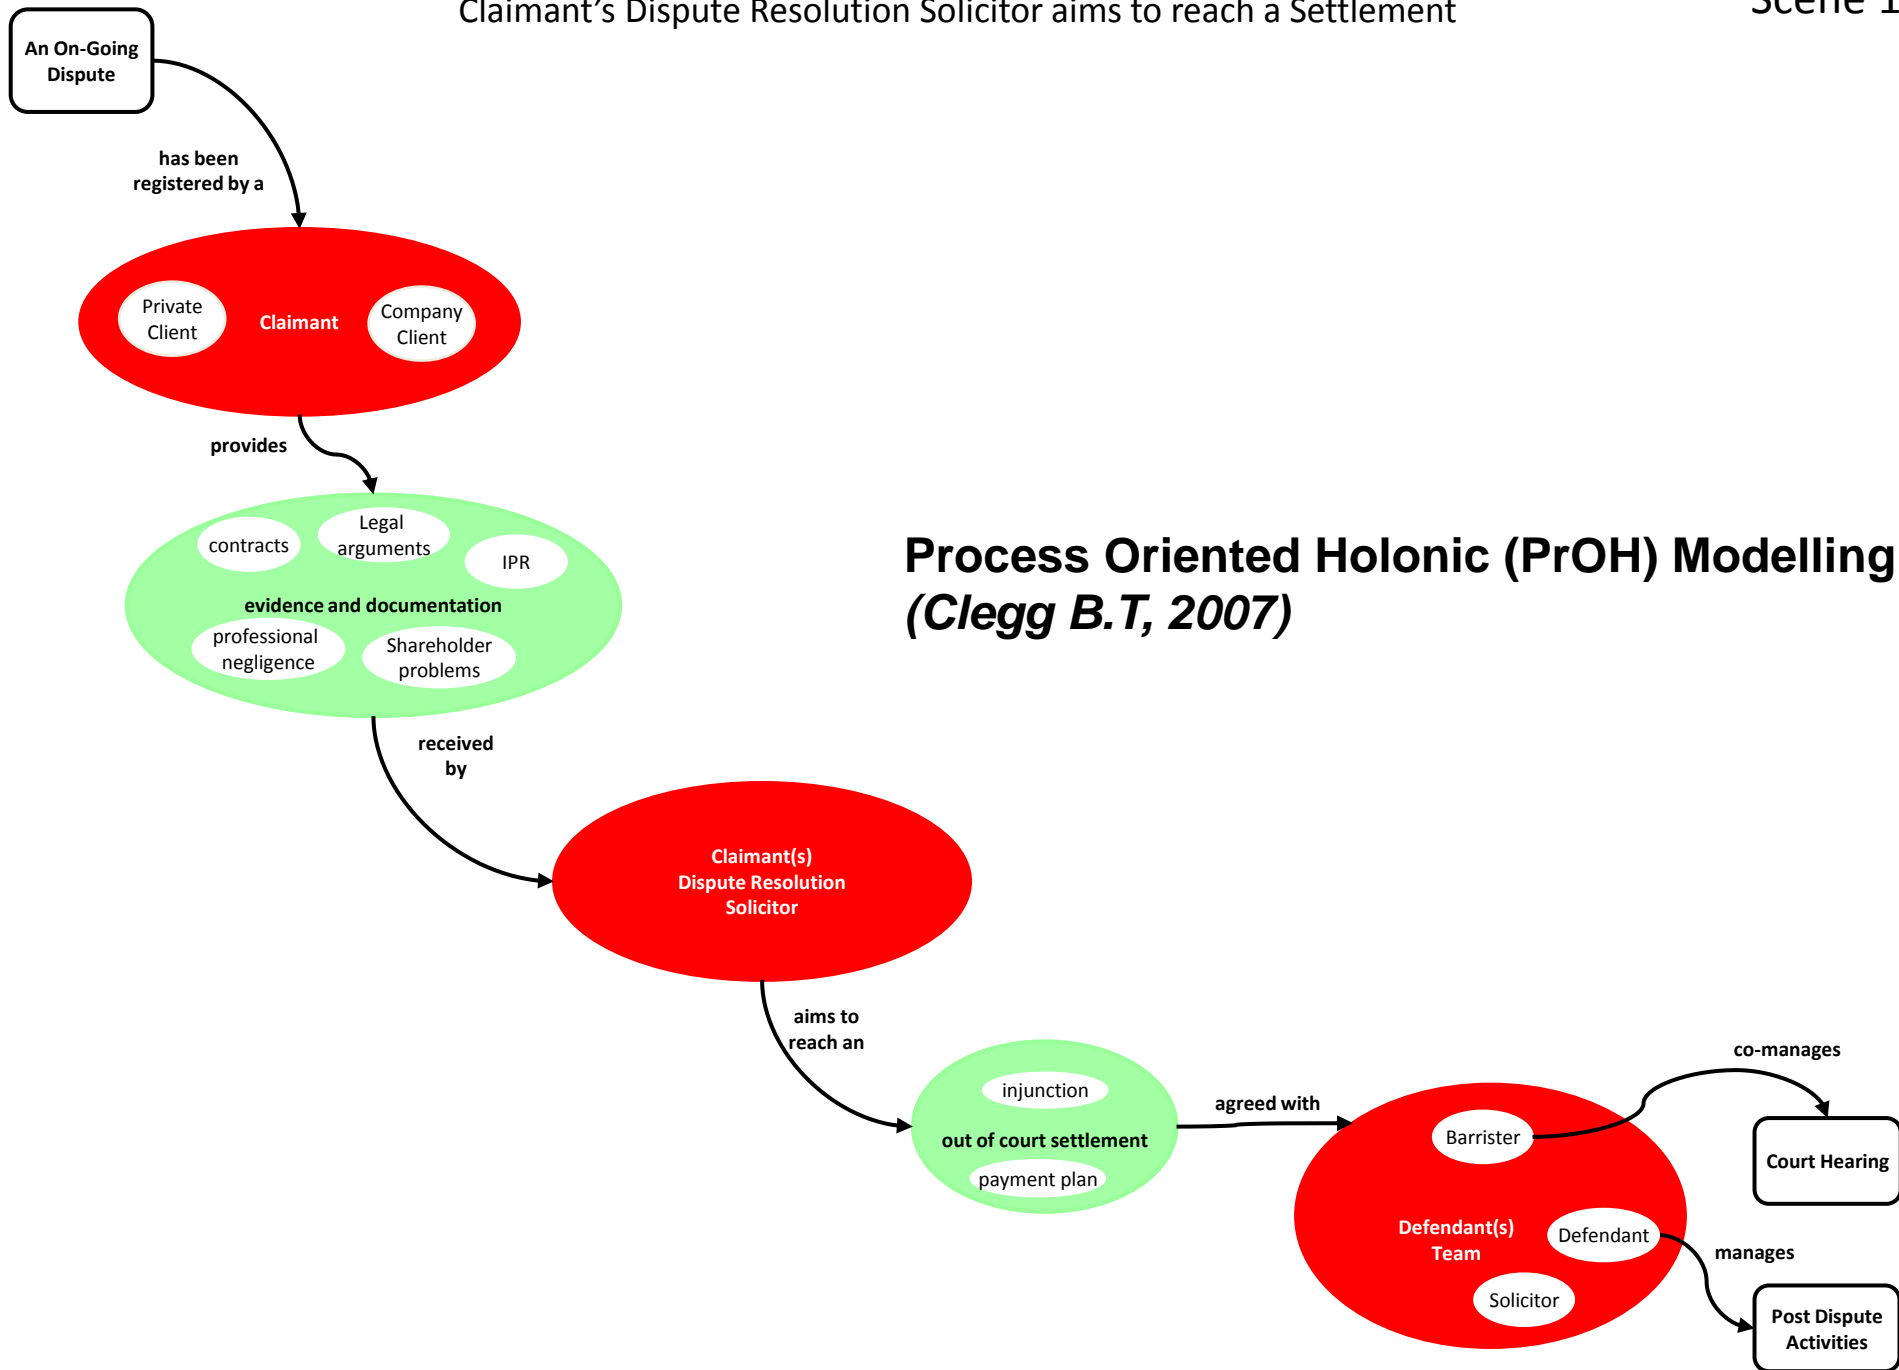 Claimant’s Dispute Resolution Solicitor aims to reach a Settlement
Scene 1
An On-Going
Dispute
has been
registered by a
Private
Client
Claimant
Company
Client
provides
contracts
Legal
arguments
IPR
evidence and documentation
professional
negligence
Shareholder
problems
Process Oriented Holonic (PrOH) Modelling
(Clegg B.T, 2007)
received
by
Claimant(s)
Dispute Resolution
Solicitor
aims to
reach an
injunction
out of court settlement
payment plan
agreed with
co-manages
Barrister
Court Hearing
Defendant(s)
Team
Defendant
manages
Solicitor
Post Dispute
Activities